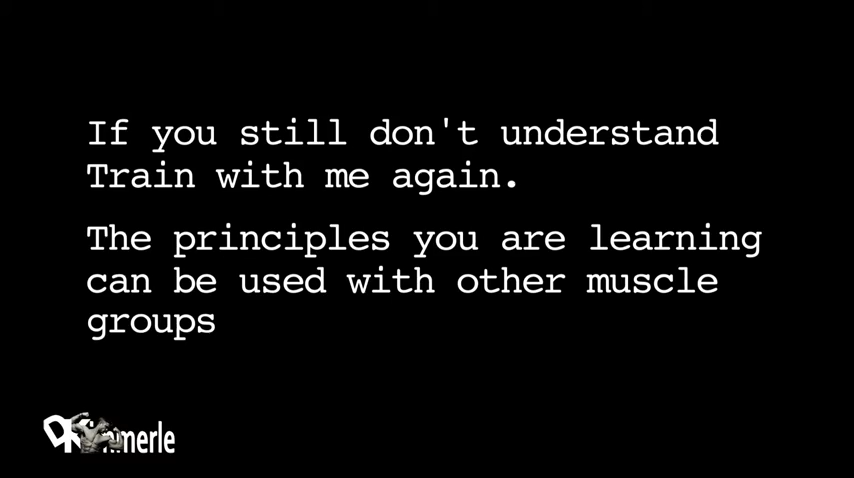 If you still don't understand
Train with me again.
The principles you are learning
can be used with other muscle
groups